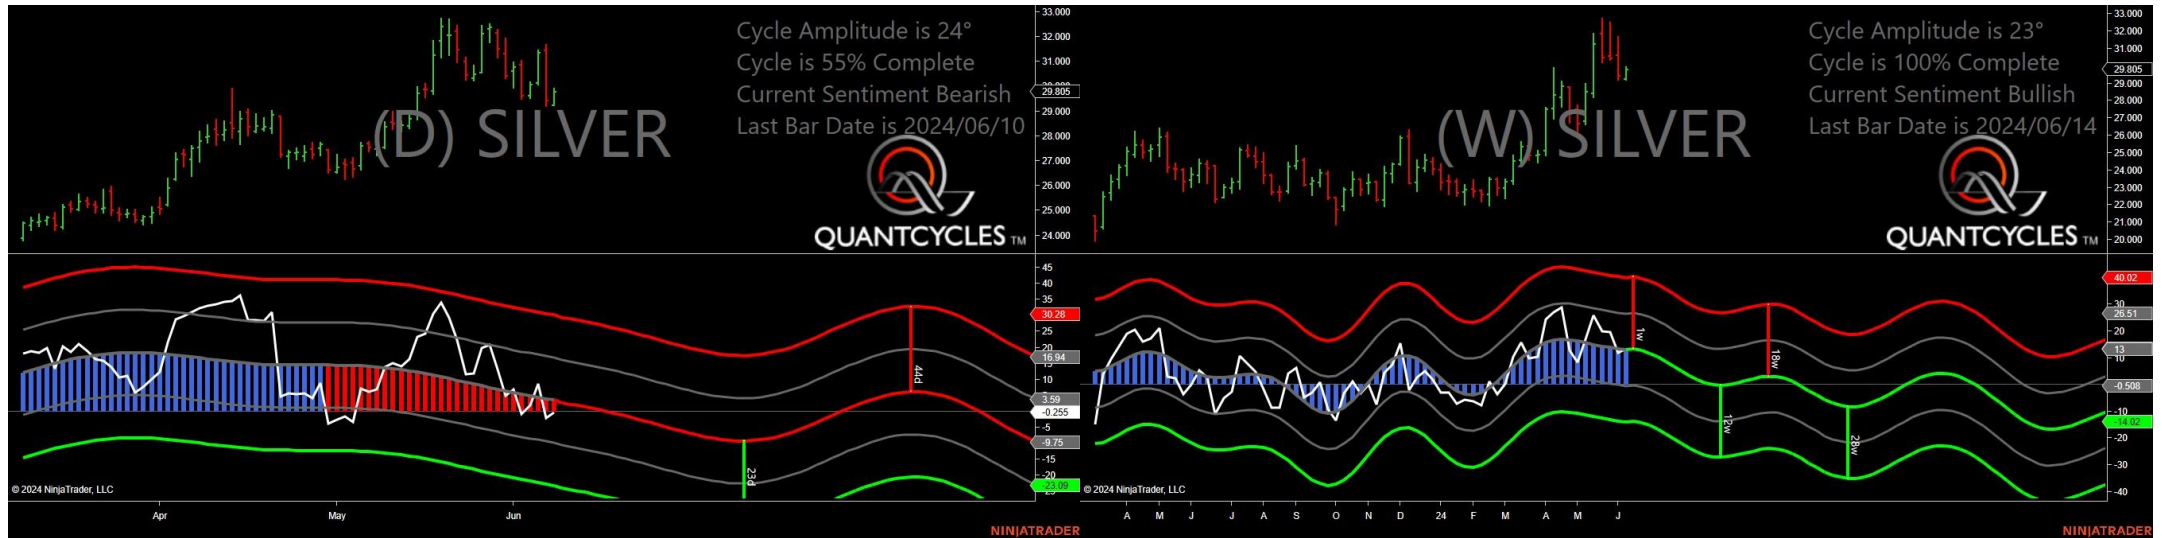 Cycle Amplitude is 24°
Cycle is 55% Complete
Current Sentiment Bearish
Last Bar Date is 2024/06/10
(D) SILVER
QUANTCYCLES TM
33.000
32.000
31.000
29.805
29.000
28.000
27.000
26.000
25.000
24.000
45
40
35
30.28
25
20
16.94
15
10
3.59
-0.255
-5
-9.75
-15
-20
-23.09
44d
23d
© 2024 NinjaTrader, LLC
Apr May Jun
NINJATRADER
Cycle Amplitude is 23°
Cycle is 100% Complete
Current Sentiment Bullish
Last Bar Date is 2024/06/14
(W) SILVER
QUANTCYCLES TM
33.000
32.000
31.000
29.805
29.000
28.000
27.000
26.000
25.000
24.000
23.000
22.000
21.000
20.000
40.02
30
26.51
20
13
10
-0.508
-10
-14.02
-20
-30
-40
1w
18w
12w
28w
© 2024 NinjaTrader, LLC
A M J J A S O N D 24 F M A M J
NINJATRADER